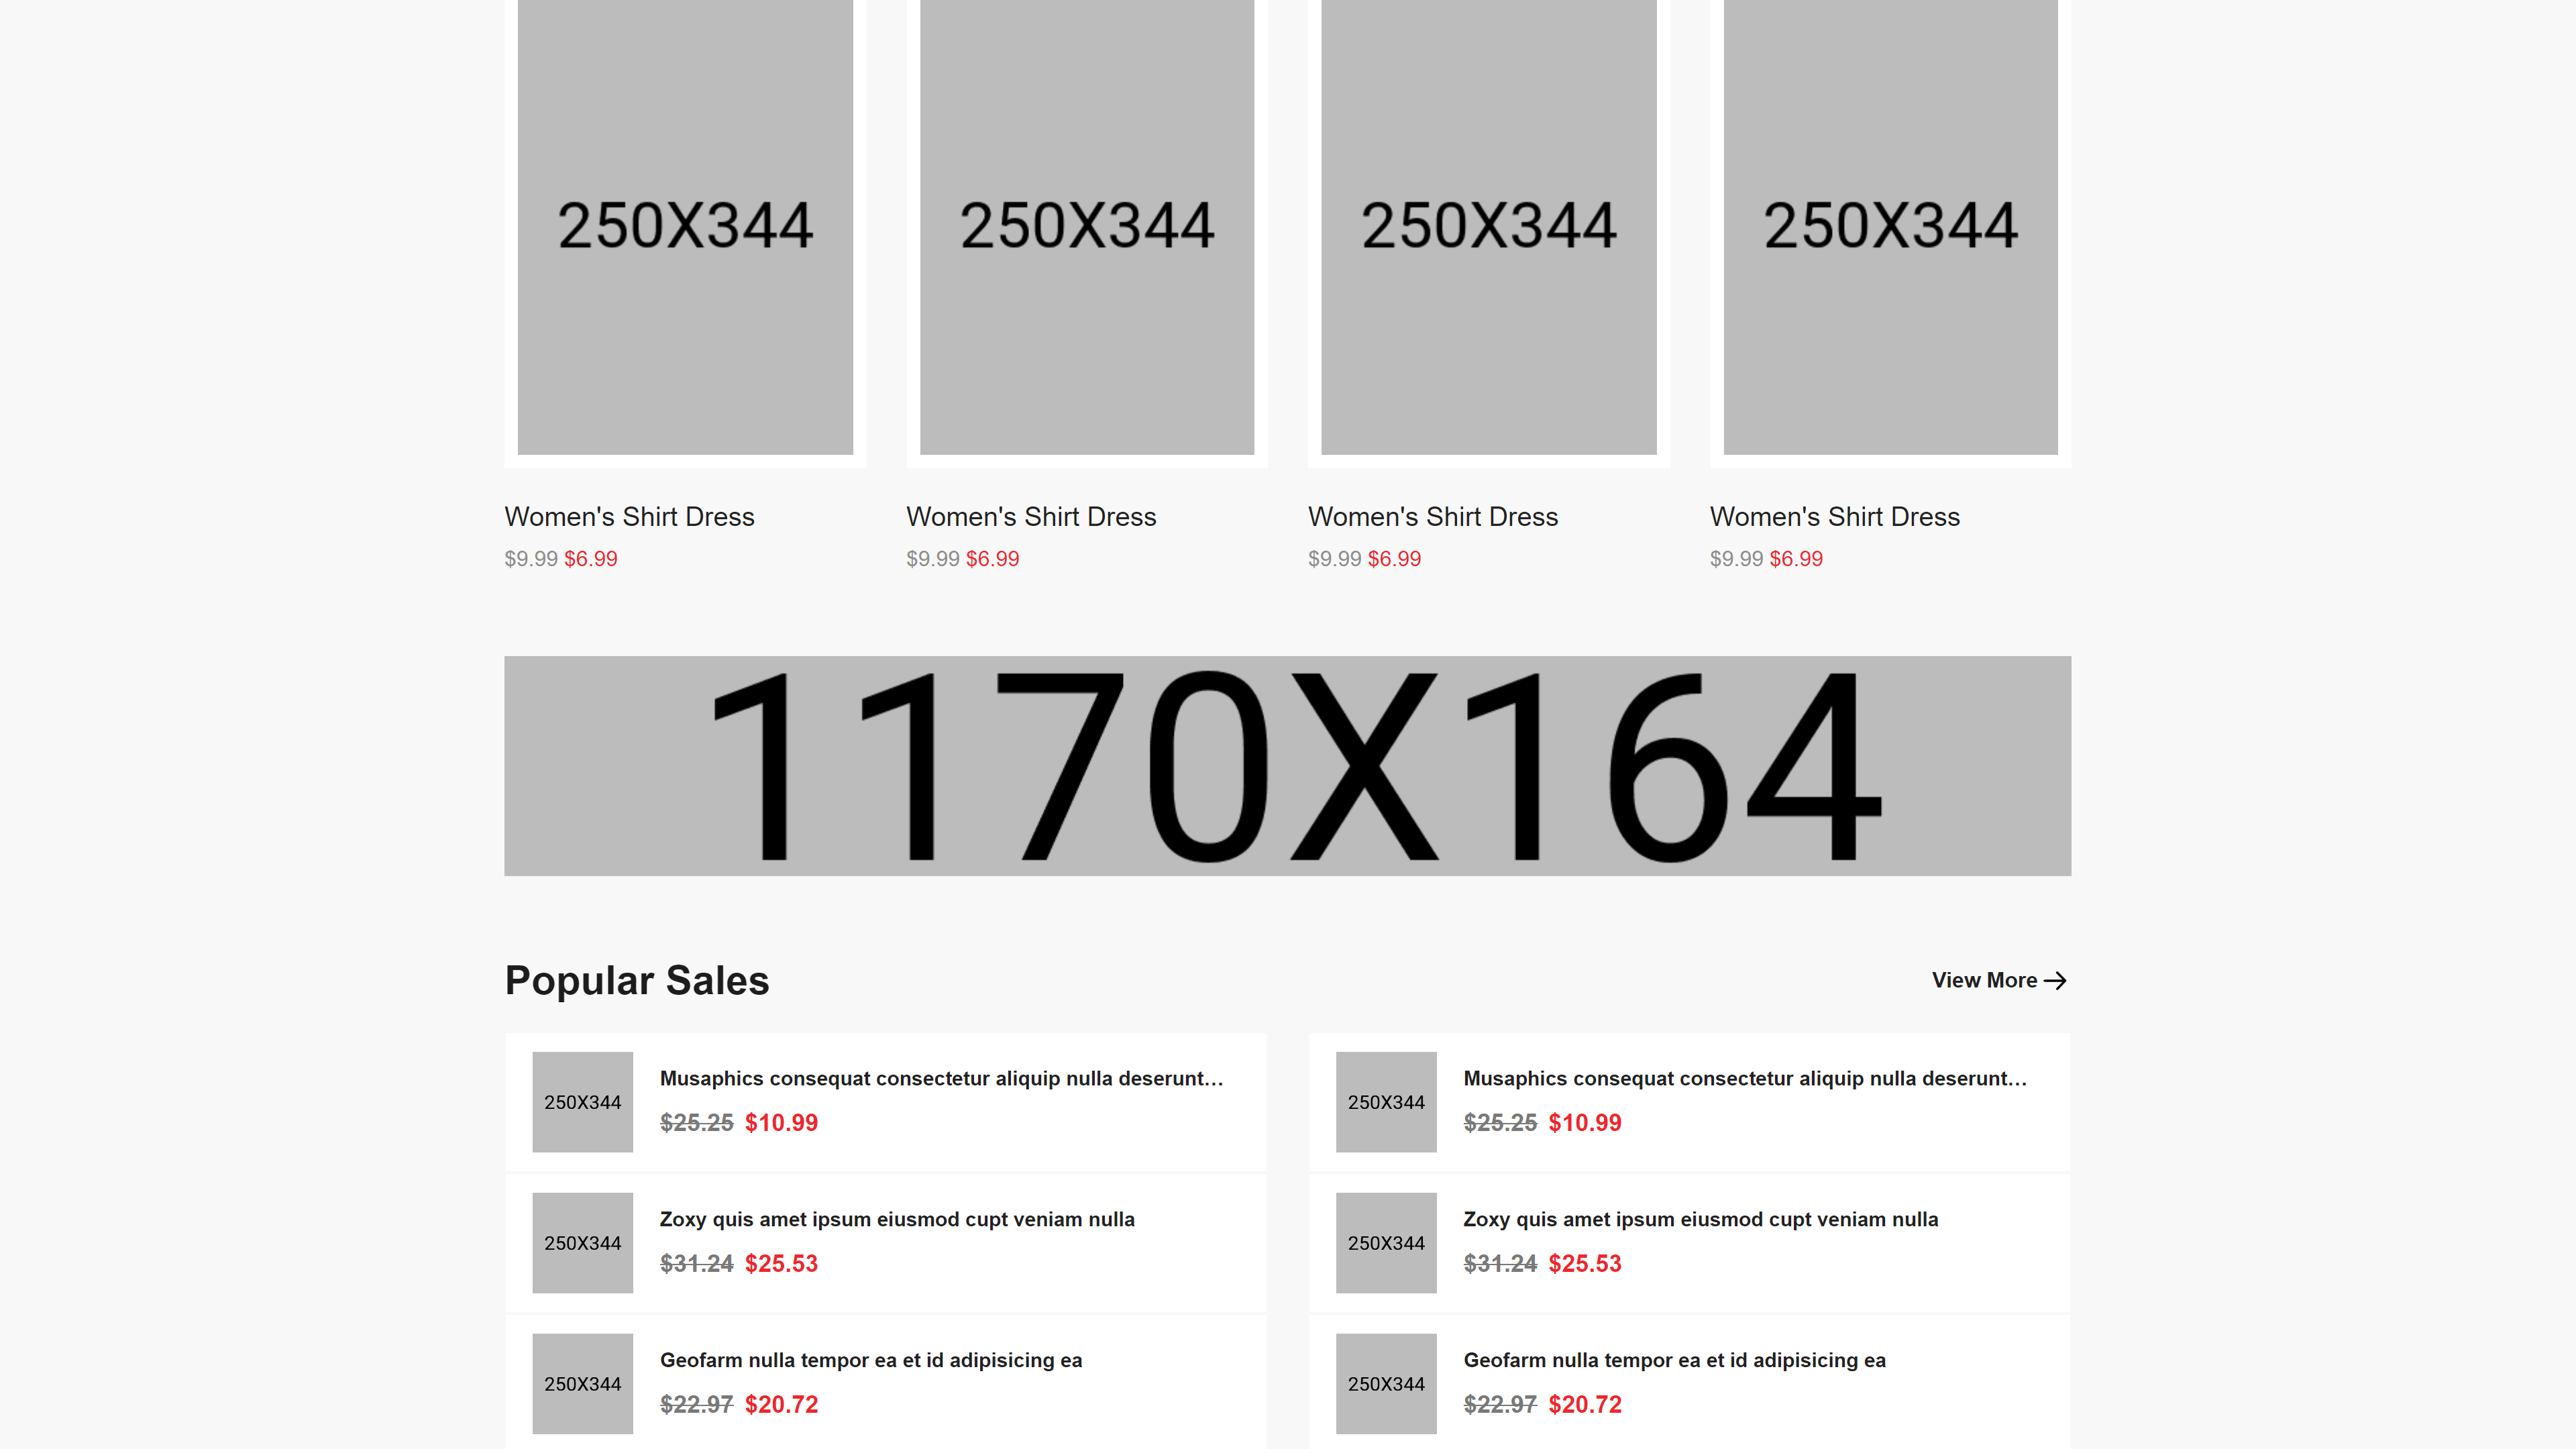 250X344 250X344 250X344 250X344
Women's Shirt Dress Women's Shirt Dress Women's Shirt Dress Women's Shirt Dress
$9.99 $6.99 $9.99 $6.99 $9.99 $6.99 $9.99 $6.99
1170X164
Popular Sales View More
250X344 Musaphics consequat consectetur aliquip nulla deserunt…
$25.25 $10.99
250X344 Musaphics consequat consectetur aliquip nulla deserunt…
$25.25 $10.99
250X344 Zoxy quis amet ipsum eiusmod cupt veniam nulla
$31.24 $25.53
250X344 Zoxy quis amet ipsum eiusmod cupt veniam nulla
$31.24 $25.53
250X344 Geofarm nulla tempor ea et id adipisicing ea
$22.97 $20.72
250X344 Geofarm nulla tempor ea et id adipisicing ea
$22.97 $20.72